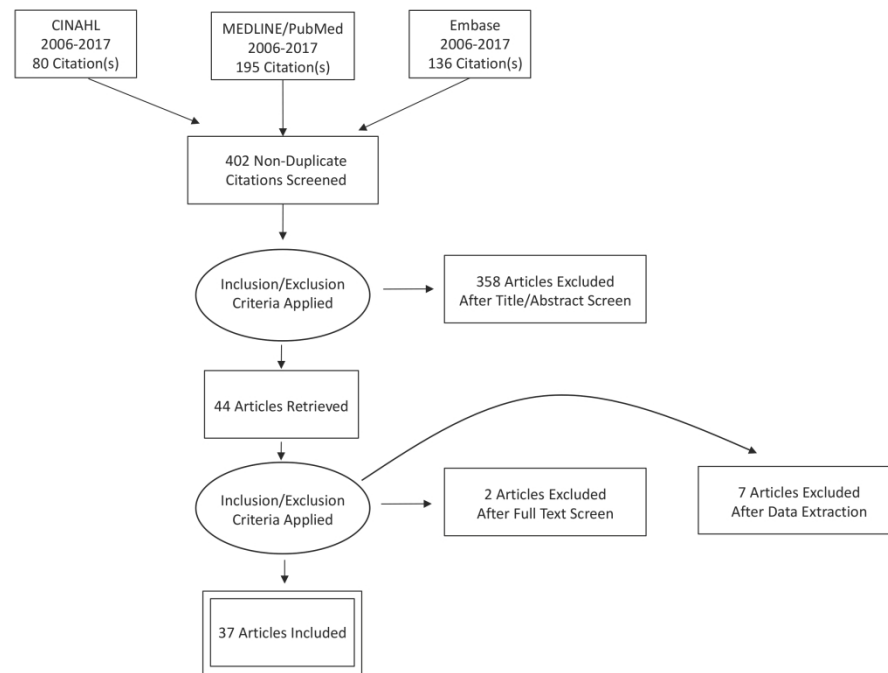 CINAHL
2006-2017
80 Citation(s)
MEDLINE/PubMed
2006-2017
195 Citation(s)
Embase
2006-2017
136 Citation(s)
402 Non-Duplicate
Citations Screened
Inclusion/Exclusion
Criteria Applied
358 Articles Excluded
After Title/Abstract Screen
44 Articles Retrieved
Inclusion/Exclusion
Criteria Applied
2 Articles Excluded
After Full Text Screen
7 Articles Excluded
After Data Extraction
37 Articles Included